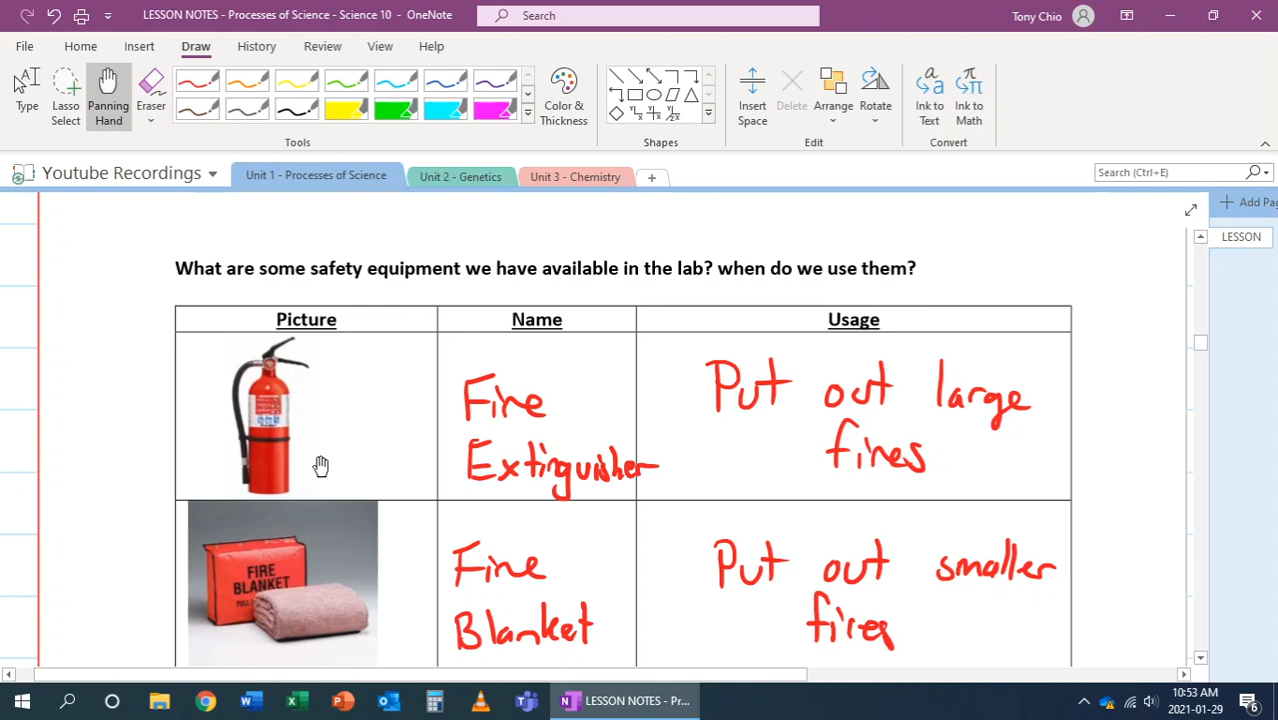 LESSON NOTES - Processes of Science - Science 10 - OneNote
Search
Tony Chio
File Home Insert Draw History Review View Help
Type
Lasso Select
Panning Hand
Eraser
Color & Thickness
Insert Space
Delete
Arrange
Rotate
Ink to Text
Ink to Math
Tools
Shapes
Edit
Convert
Youtube Recordings
Unit 1 - Processes of Science
Unit 2 - Genetics
Unit 3 - Chemistry
Search (Ctrl+E)
Add Pag
LESSON
What are some safety equipment we have available in the lab? when do we use them?
Picture Name Usage
Fire
Extinguisher
Put out large
fires
FIRE
BLANKET
Fire
Blanket
Put out smaller
fires
LESSON NOTES - Pr...
10:53 AM
2021-01-29
6